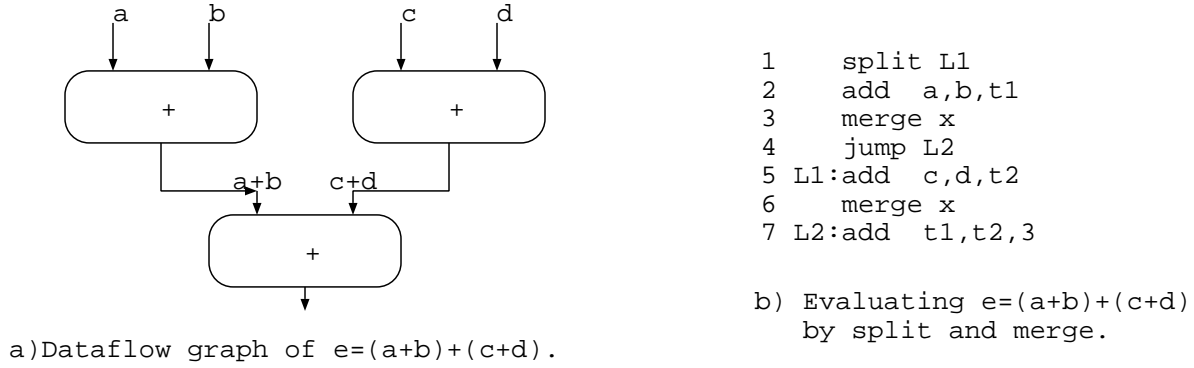 a b c d
+ +
a+b c+d
+
a)Dataflow graph of e=(a+b)+(c+d).
1 split L1
2 add a,b,t1
3 merge x
4 jump L2
5 L1:add c,d,t2
6 merge x
7 L2:add t1,t2,3
b) Evaluating e=(a+b)+(c+d)
by split and merge.